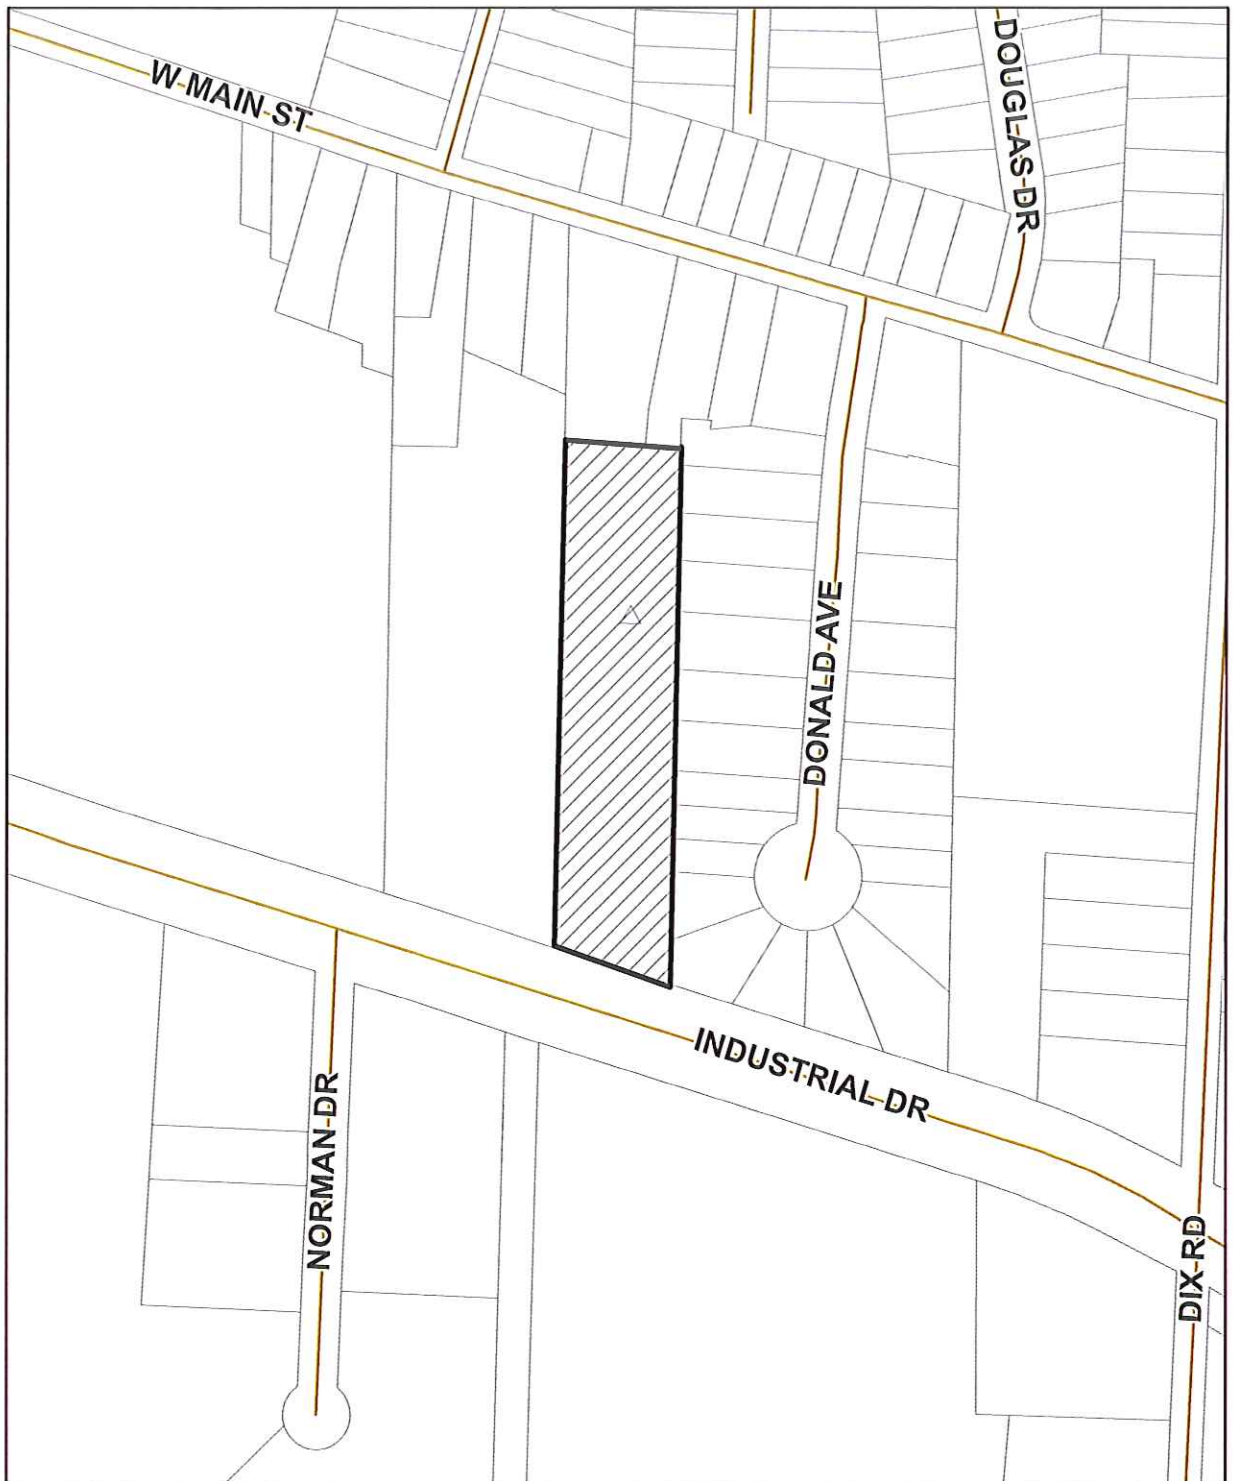 W MAIN ST
DOUGLAS DR
DONALD AVE
INDUSTRIAL DR
NORMAN DR
DIX RD